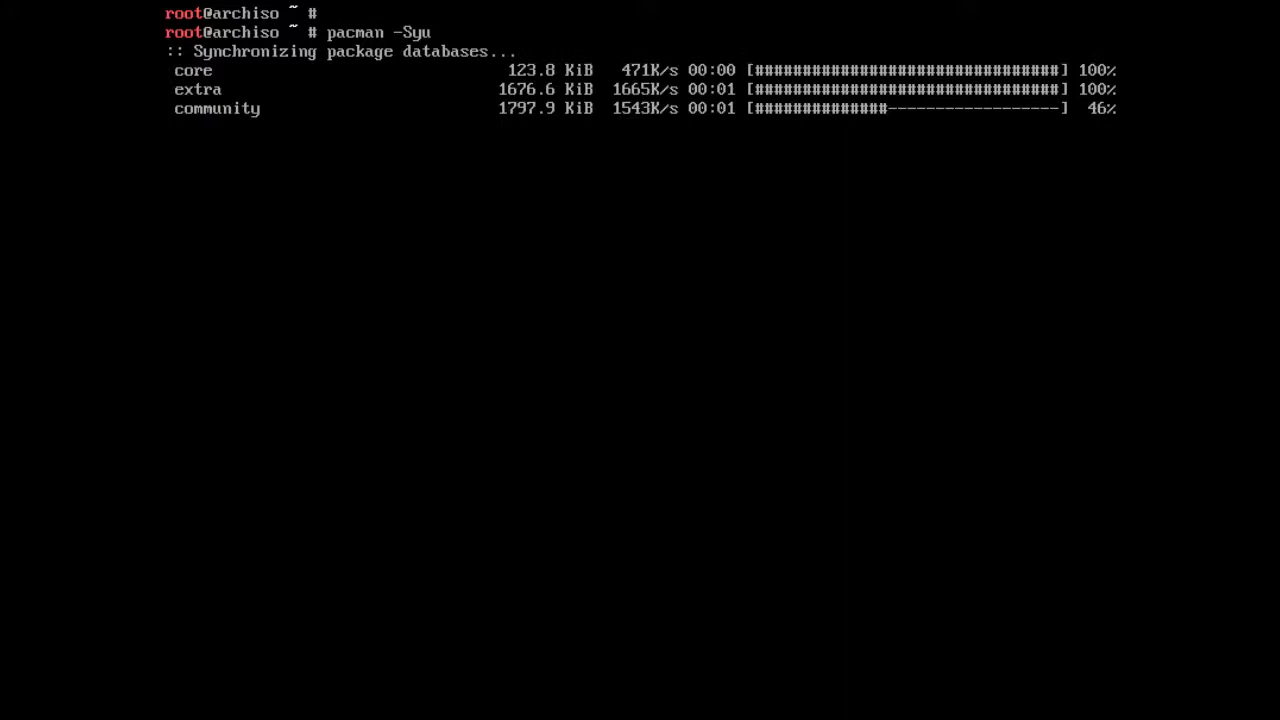 root@archiso ~ #
root@archiso ~ # pacman -Syu
:: Synchronizing package databases...
core 123.8 KiB 471K/s 00:00 [################################] 100%
extra 1676.6 KiB 1665K/s 00:01 [################################] 100%
community 1797.9 KiB 1543K/s 00:01 [##############------------------] 46%